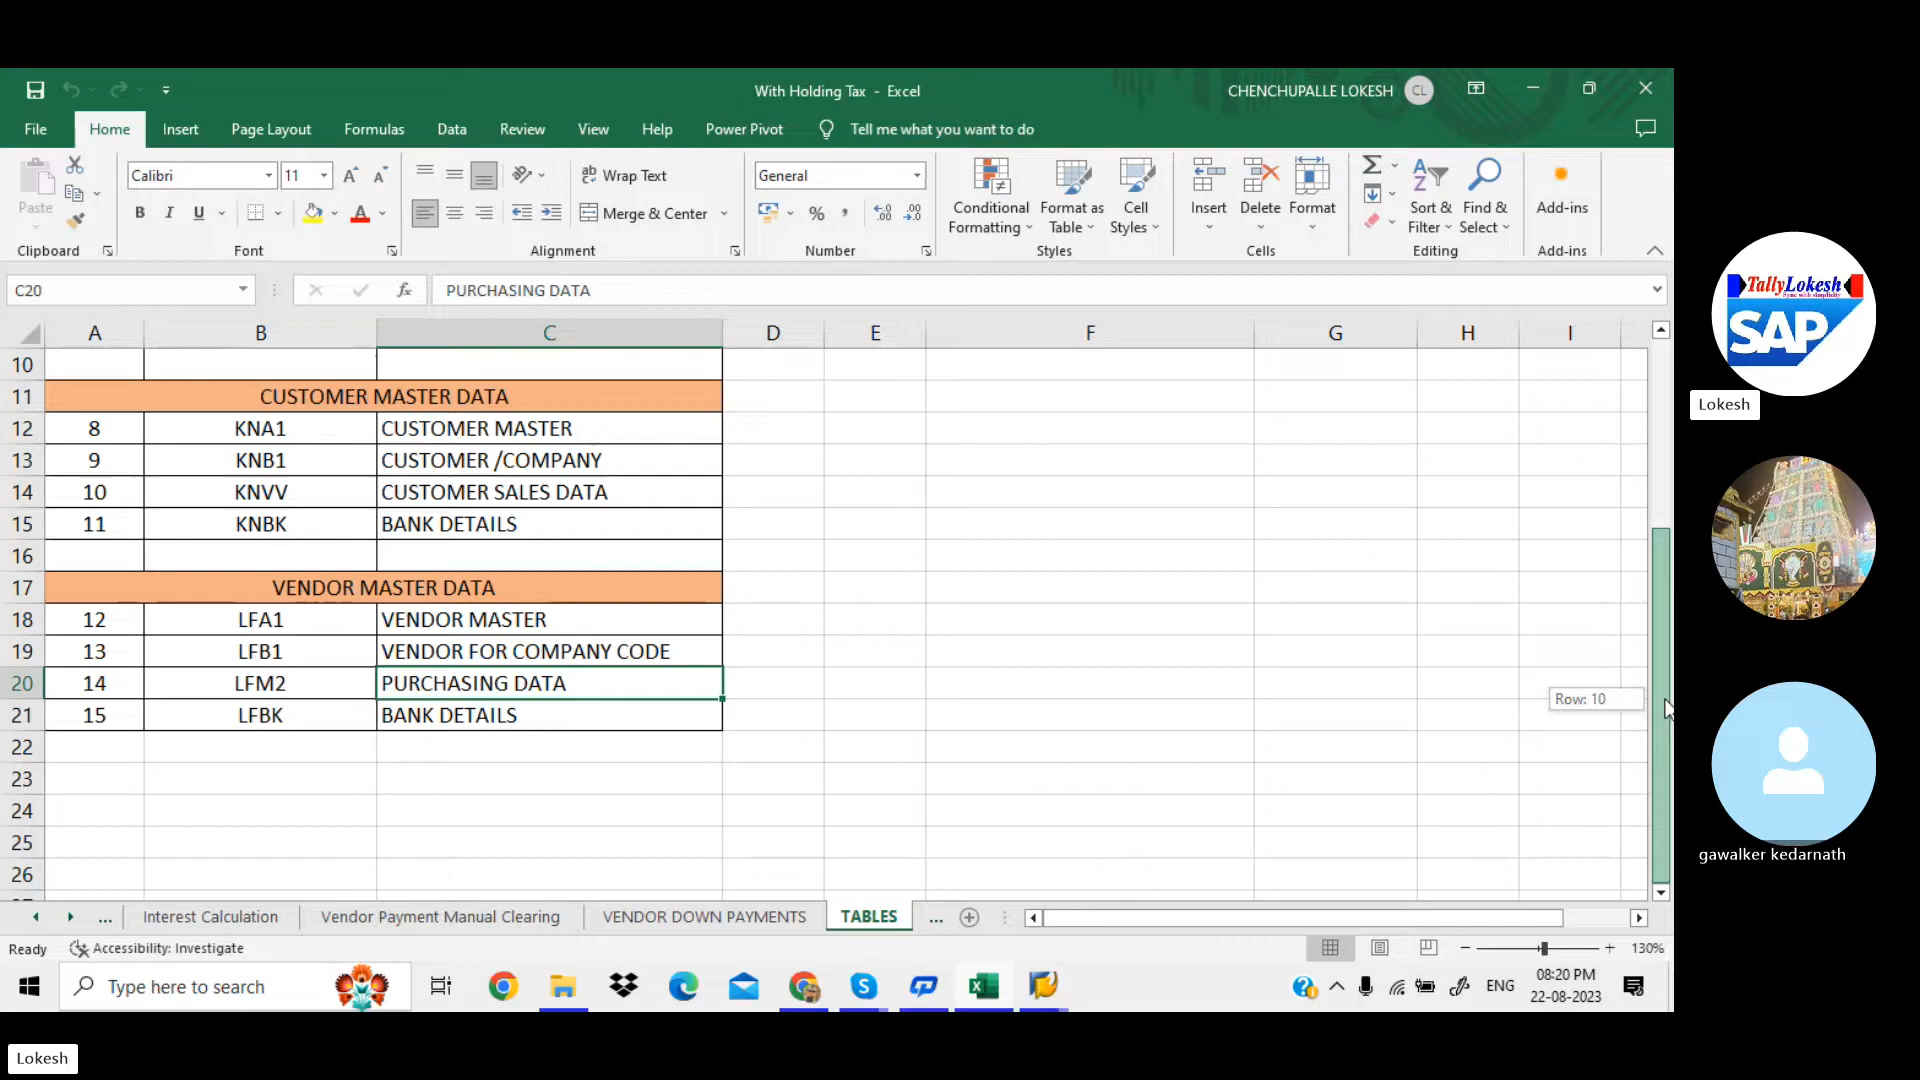 With Holding Tax - Excel
CHENCHUPALLE LOKESH
CL
File
Home
Insert
Page Layout
Formulas
Data
Review
View
Help
Power Pivot
Tell me what you want to do
Paste
Clipboard
Calibri
11
B
I
U
Font
Wrap Text
Merge & Center
Alignment
General
Number
Conditional Formatting
Format as Table
Cell Styles
Styles
Insert
Delete
Format
Cells
Sort & Filter
Find & Select
Editing
Add-ins
Add-ins
C20
fx
PURCHASING DATA
A B C D E F G H I
10
11 CUSTOMER MASTER DATA
12 8 KNA1 CUSTOMER MASTER
13 9 KNB1 CUSTOMER /COMPANY
14 10 KNVV CUSTOMER SALES DATA
15 11 KNBK BANK DETAILS
16
17 VENDOR MASTER DATA
18 12 LFA1 VENDOR MASTER
19 13 LFB1 VENDOR FOR COMPANY CODE
20 14 LFM2 PURCHASING DATA
21 15 LFBK BANK DETAILS
22
23
24
25
26
Row: 10
... Interest Calculation Vendor Payment Manual Clearing VENDOR DOWN PAYMENTS TABLES ...
Ready
Accessibility: Investigate
130%
Type here to search
ENG
08:20 PM
22-08-2023
TallyLokesh
Sync with simplicity
SAP
Lokesh
gawalker kedarnath
Lokesh